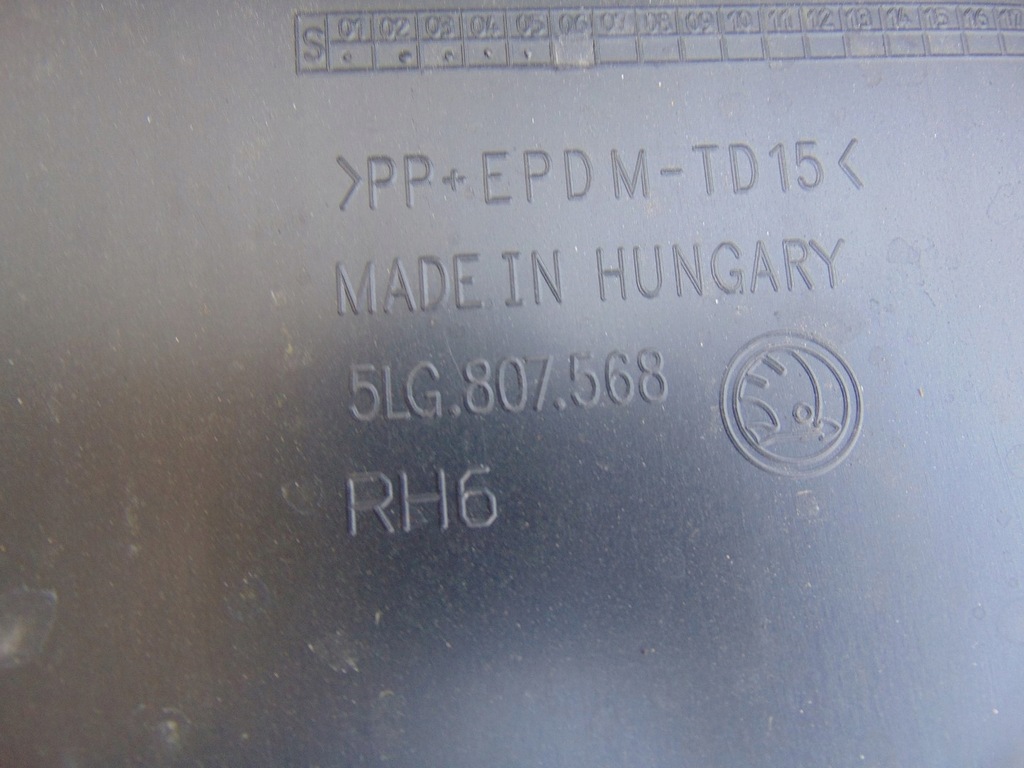 S 01 02 03 04 05 06 07 08 09 10 11 12 13 14 15 16 17
>PP+EPDM-TD15<
MADE IN HUNGARY
5LG.807.568
RH6